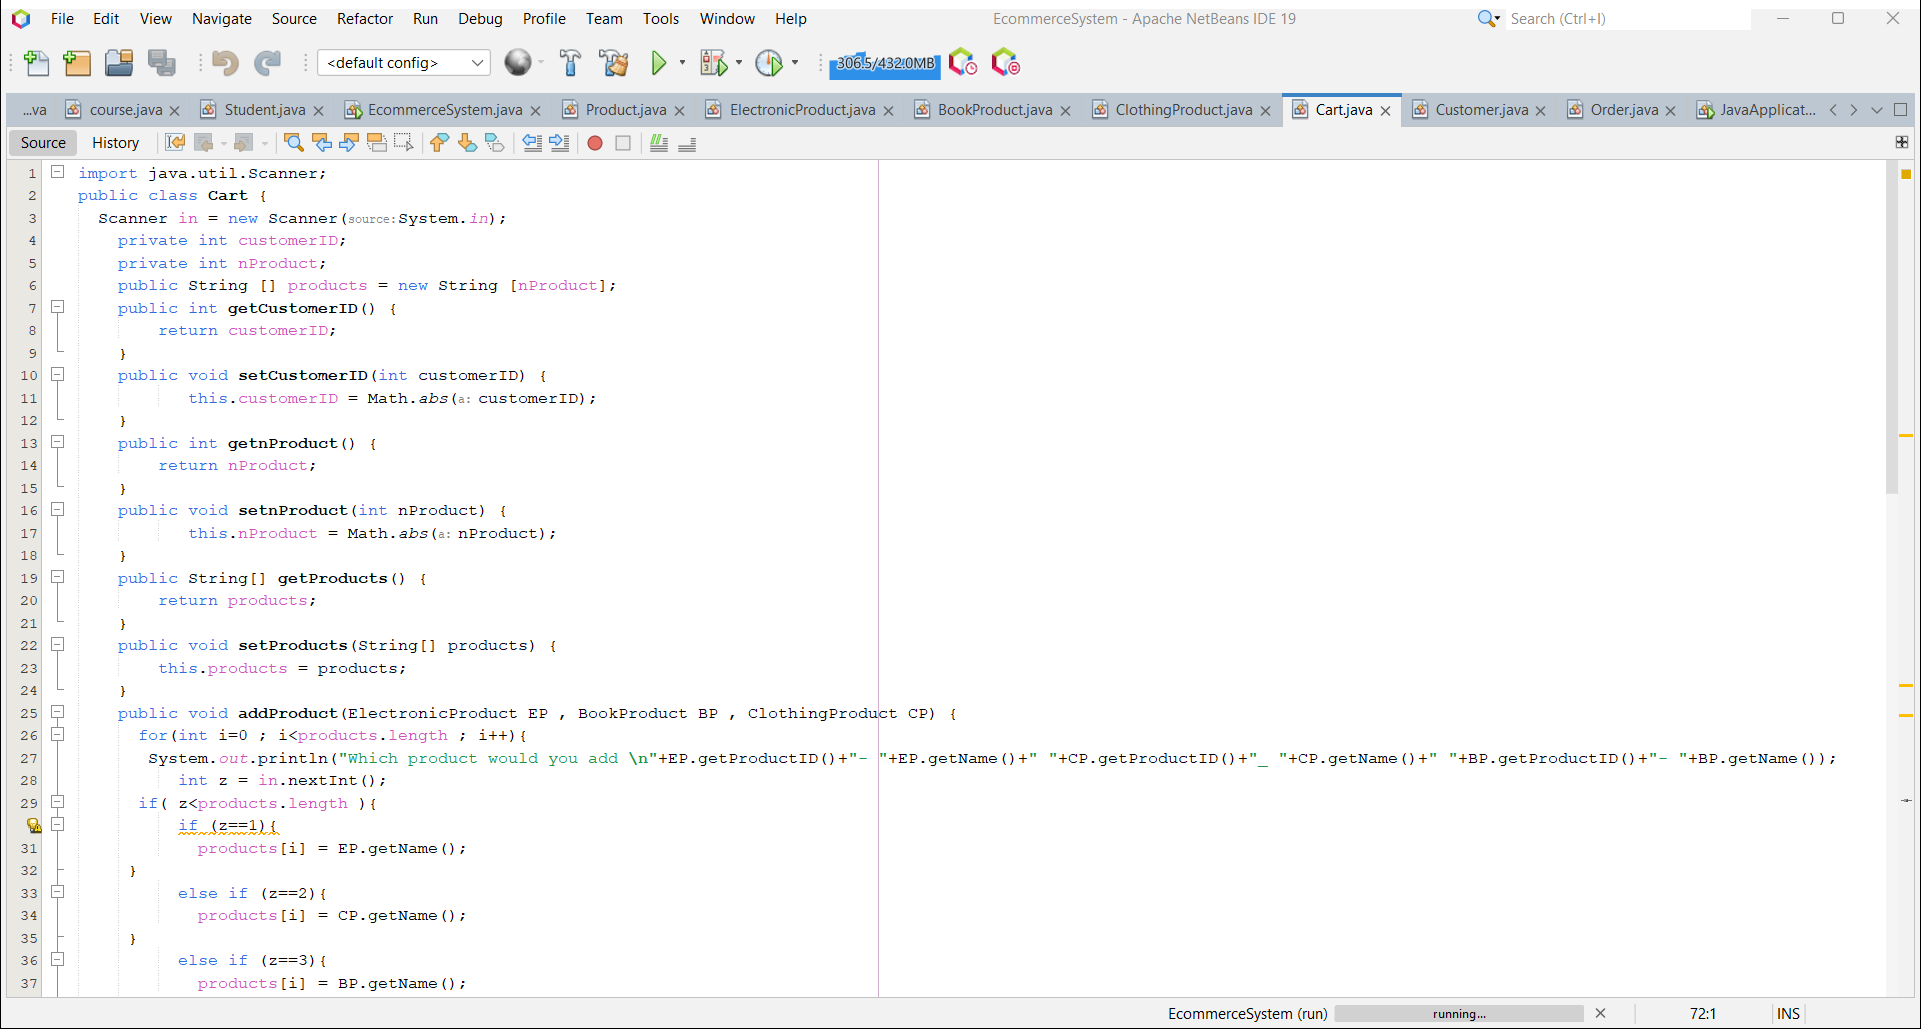 File Edit View Navigate Source Refactor Run Debug Profile Team Tools Window Help EcommerceSystem - Apache NetBeans IDE 19 Search (Ctrl+I)
<default config> 306.5/432.0MB
...va course.java Student.java EcommerceSystem.java Product.java ElectronicProduct.java BookProduct.java ClothingProduct.java Cart.java Customer.java Order.java JavaApplicat...
Source History
1 import java.util.Scanner;
2 public class Cart {
3 Scanner in = new Scanner(source:System.in);
4 private int customerID;
5 private int nProduct;
6 public String [] products = new String [nProduct];
7 public int getCustomerID() {
8 return customerID;
9 }
10 public void setCustomerID(int customerID) {
11 this.customerID = Math.abs(a: customerID);
12 }
13 public int getnProduct() {
14 return nProduct;
15 }
16 public void setnProduct(int nProduct) {
17 this.nProduct = Math.abs(a: nProduct);
18 }
19 public String[] getProducts() {
20 return products;
21 }
22 public void setProducts(String[] products) {
23 this.products = products;
24 }
25 public void addProduct(ElectronicProduct EP , BookProduct BP , ClothingProduct CP) {
26 for(int i=0 ; i<products.length ; i++){
27 System.out.println("Which product would you add \n"+EP.getProductID()+"- "+EP.getName()+" "+CP.getProductID()+"_ "+CP.getName()+" "+BP.getProductID()+"- "+BP.getName());
28 int z = in.nextInt();
29 if( z<products.length ){
if (z==1){
31 products[i] = EP.getName();
32 }
33 else if (z==2){
34 products[i] = CP.getName();
35 }
36 else if (z==3){
37 products[i] = BP.getName();
EcommerceSystem (run) running... 72:1 INS